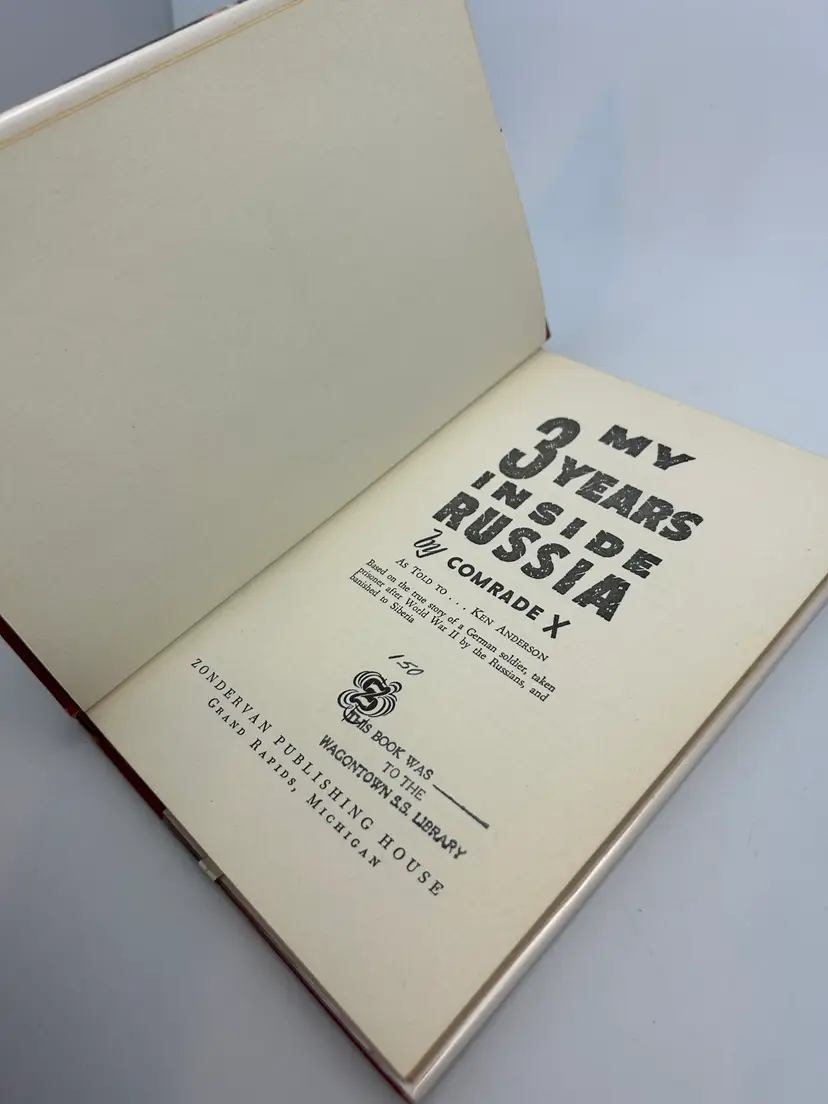 MY
3 YEARS
INSIDE
RUSSIA
by COMRADE X
AS TOLD TO . . . KEN ANDERSON
Based on the true story of a German soldier, taken
prisoner after World War II by the Russians, and
banished to Siberia
150
Z
THIS BOOK WAS
TO THE
WAGONTOWN S.S. LIBRARY
ZONDERVAN PUBLISHING HOUSE
GRAND RAPIDS, MICHIGAN